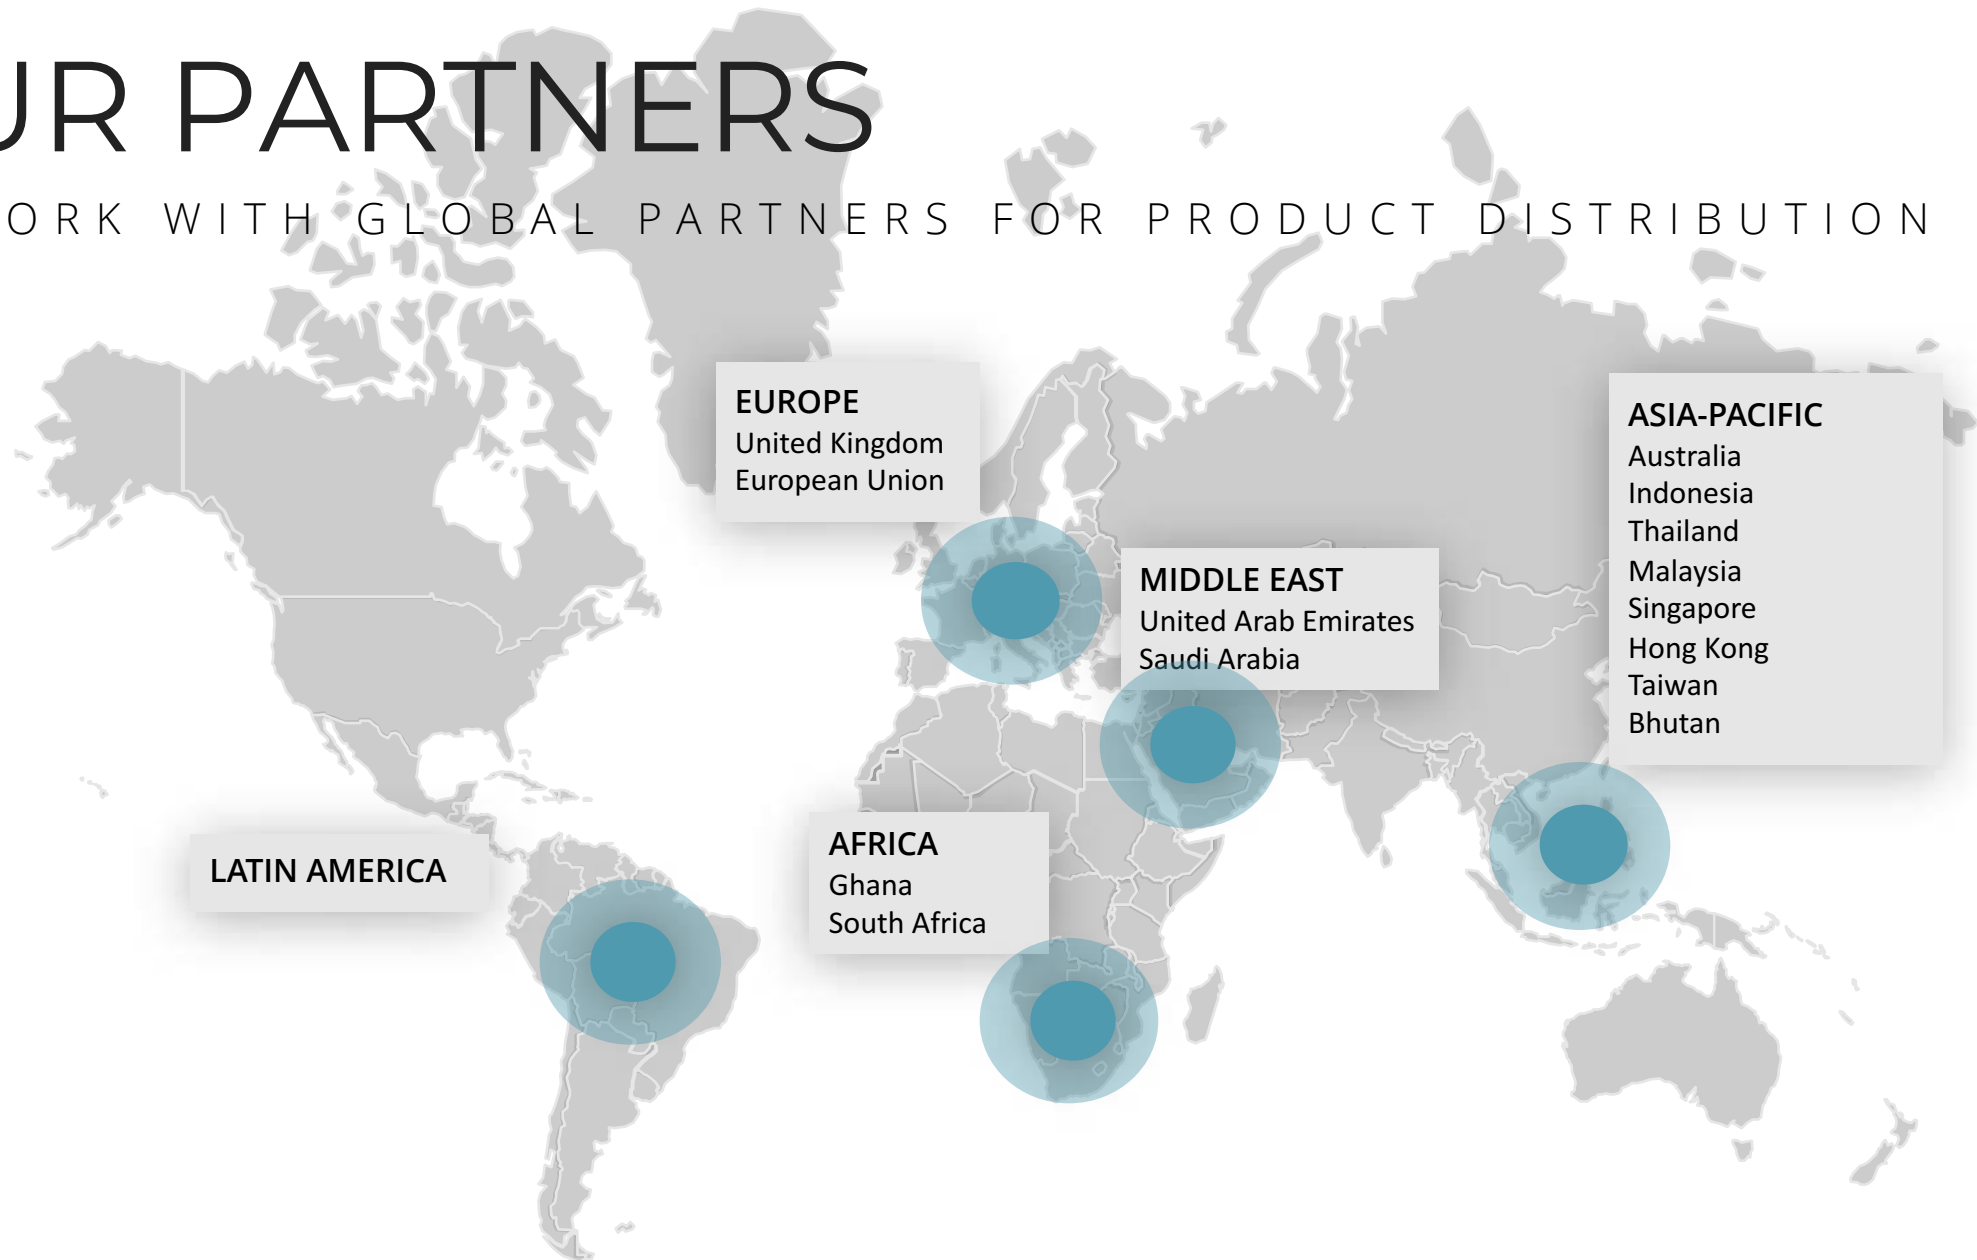 UR PARTNERS
ORK WITH GLOBAL PARTNERS FOR PRODUCT DISTRIBUTION
EUROPE
United Kingdom
European Union
ASIA-PACIFIC
Australia
Indonesia
Thailand
Malaysia
Singapore
Hong Kong
Taiwan
Bhutan
MIDDLE EAST
United Arab Emirates
Saudi Arabia
LATIN AMERICA
AFRICA
Ghana
South Africa